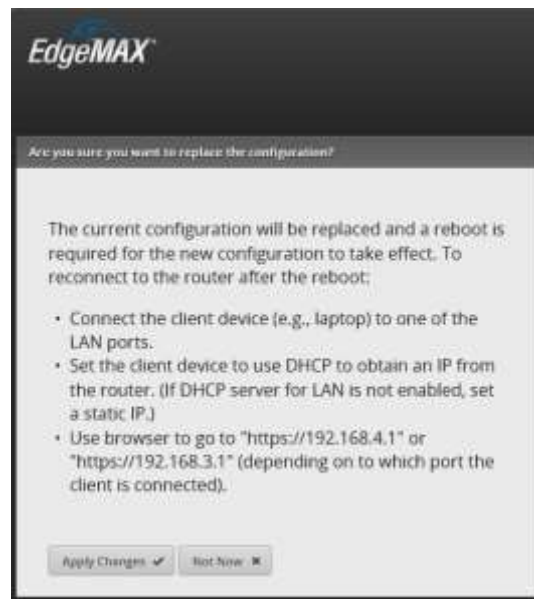 EdgeMAX
Are you sure you want to replace the configuration?
The current configuration will be replaced and a reboot is
required for the new configuration to take effect. To
reconnect to the router after the reboot:
• Connect the client device (e.g., laptop) to one of the
LAN ports.
• Set the client device to use DHCP to obtain an IP from
the router. (If DHCP server for LAN is not enabled, set
a static IP.)
• Use browser to go to "https://192.168.4.1" or
"https://192.168.3.1" (depending on to which port the
client is connected).
Apply Changes ✔ Not Now ✖